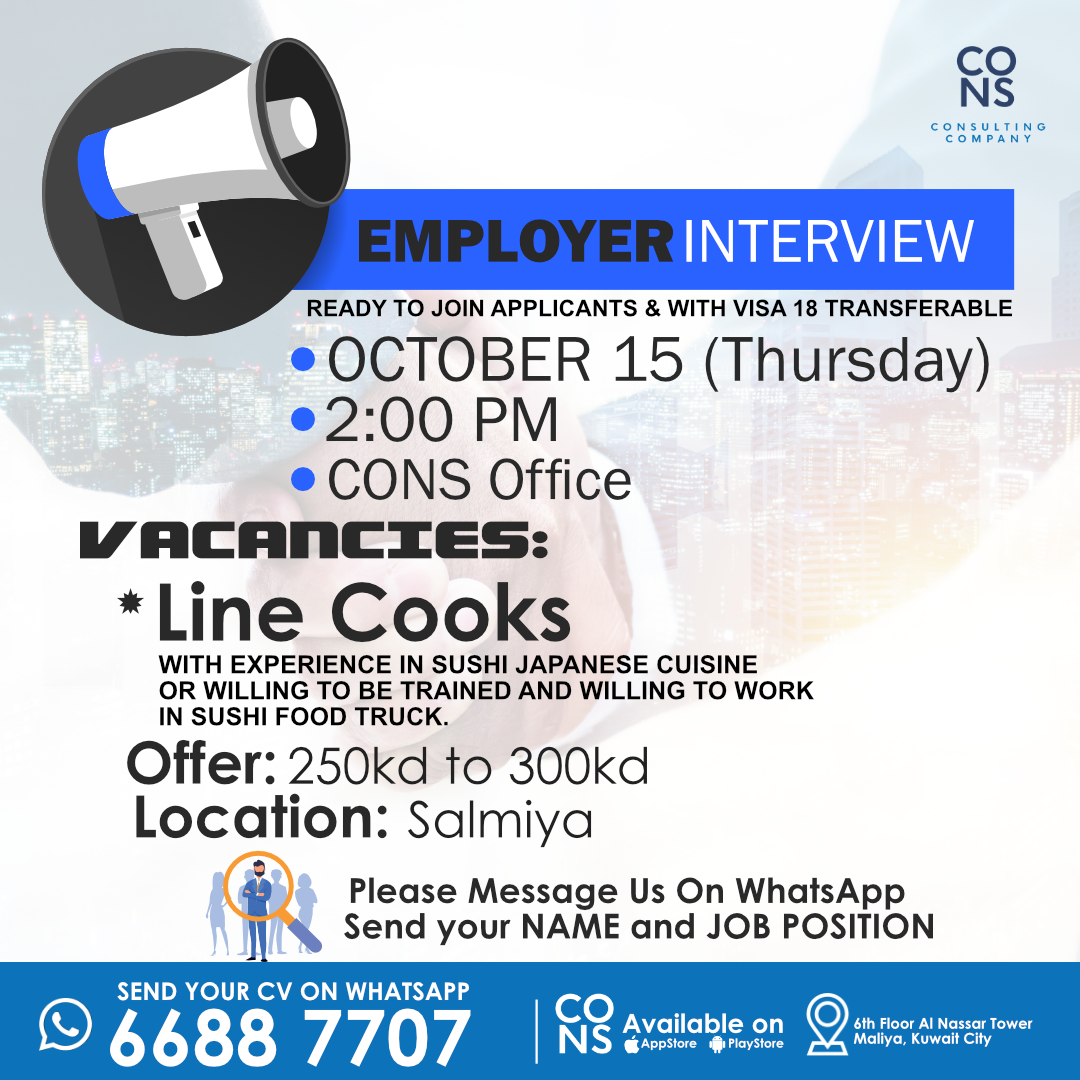 CO
NS
CONSULTING
COMPANY
EMPLOYER INTERVIEW
READY TO JOIN APPLICANTS & WITH VISA 18 TRANSFERABLE
• OCTOBER 15 (Thursday)
• 2:00 PM
• CONS Office
VACANCIES:
* Line Cooks
WITH EXPERIENCE IN SUSHI JAPANESE CUISINE
OR WILLING TO BE TRAINED AND WILLING TO WORK
IN SUSHI FOOD TRUCK.
Offer: 250kd to 300kd
Location: Salmiya
Please Message Us On WhatsApp
Send your NAME and JOB POSITION
SEND YOUR CV ON WHATSAPP
6688 7707
CO
NS
Available on
AppStore PlayStore
6th Floor Al Nassar Tower
Maliya, Kuwait City